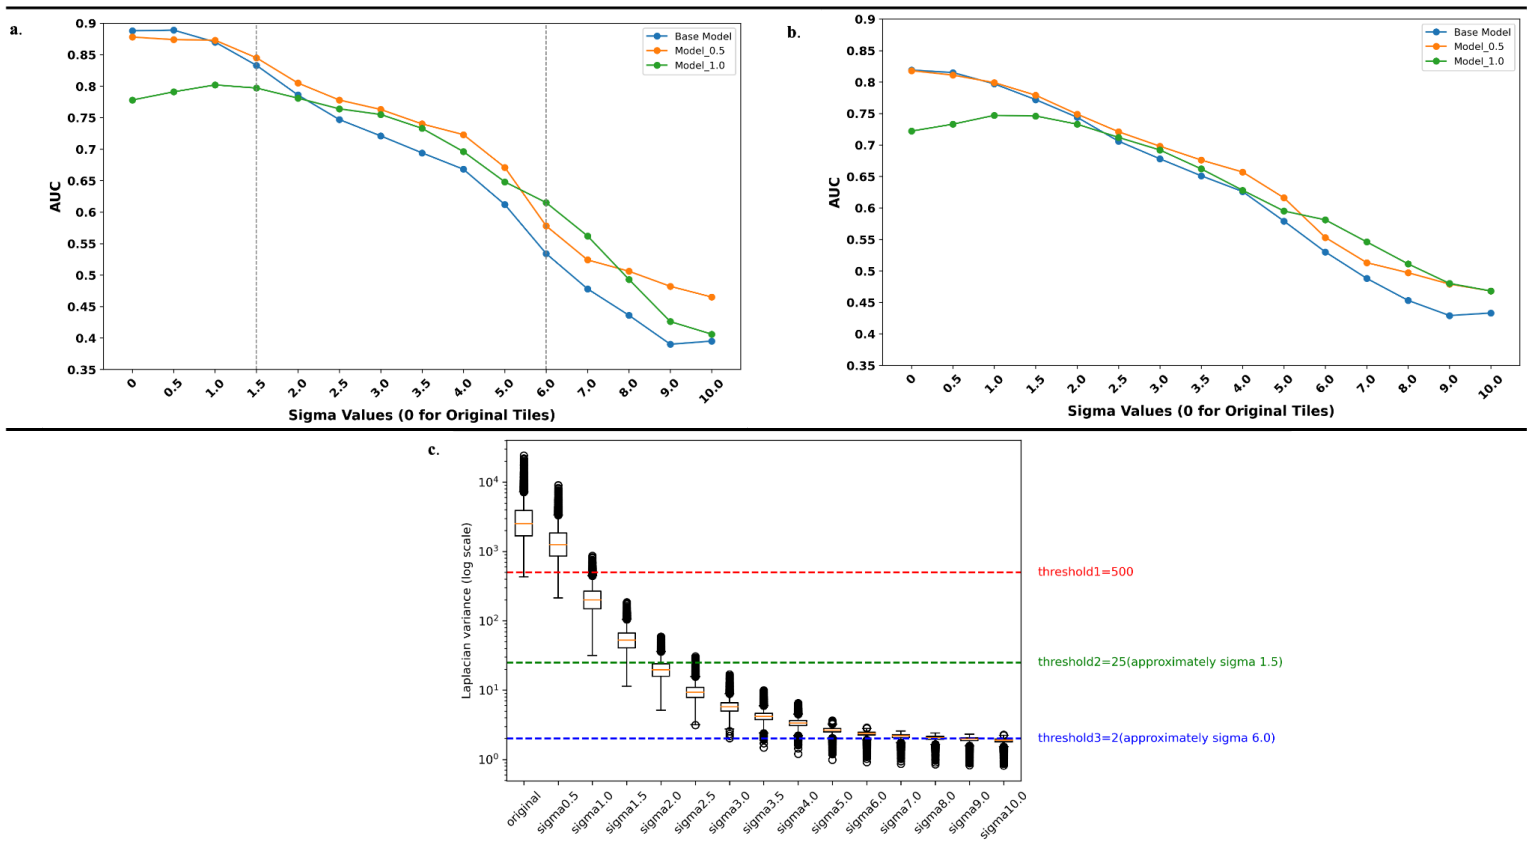 a.
0.9
0.85
0.8
0.75
0.7
0.65
0.6
0.55
0.5
0.45
0.4
0.35
AUC
Base Model
Model_0.5
Model_1.0
0 0.5 1.0 1.5 2.0 2.5 3.0 3.5 4.0 5.0 6.0 7.0 8.0 9.0 10.0
Sigma Values (0 for Original Tiles)
b.
0.9
0.85
0.8
0.75
0.7
0.65
0.6
0.55
0.5
0.45
0.4
0.35
AUC
Base Model
Model_0.5
Model_1.0
0 0.5 1.0 1.5 2.0 2.5 3.0 3.5 4.0 5.0 6.0 7.0 8.0 9.0 10.0
Sigma Values (0 for Original Tiles)
c.
10⁴
10³
10²
10¹
10⁰
Laplacian variance (log scale)
threshold1=500
threshold2=25(approximately sigma 1.5)
threshold3=2(approximately sigma 6.0)
original sigma0.5 sigma1.0 sigma1.5 sigma2.0 sigma2.5 sigma3.0 sigma3.5 sigma4.0 sigma5.0 sigma6.0 sigma7.0 sigma8.0 sigma9.0 sigma10.0